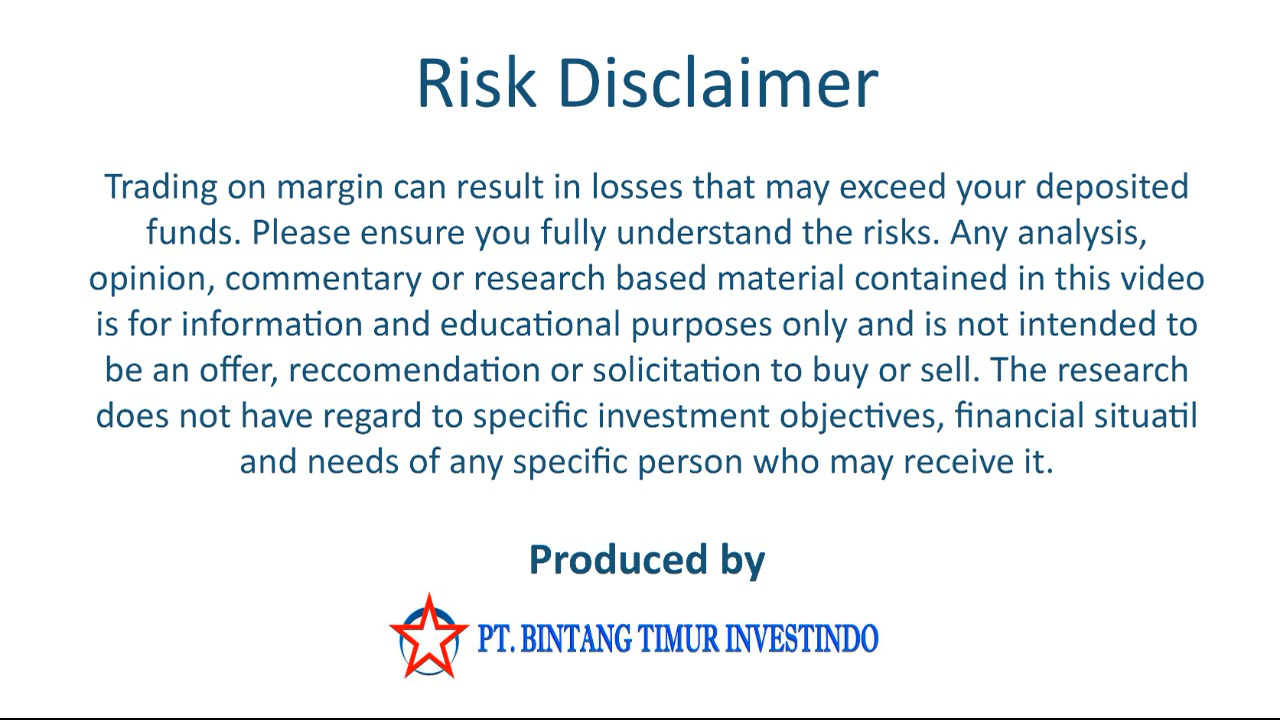 Risk Disclaimer
Trading on margin can result in losses that may exceed your deposited
funds. Please ensure you fully understand the risks. Any analysis,
opinion, commentary or research based material contained in this video
is for information and educational purposes only and is not intended to
be an offer, reccomendation or solicitation to buy or sell. The research
does not have regard to specific investment objectives, financial situatil
and needs of any specific person who may receive it.
Produced by
PT. BINTANG TIMUR INVESTINDO